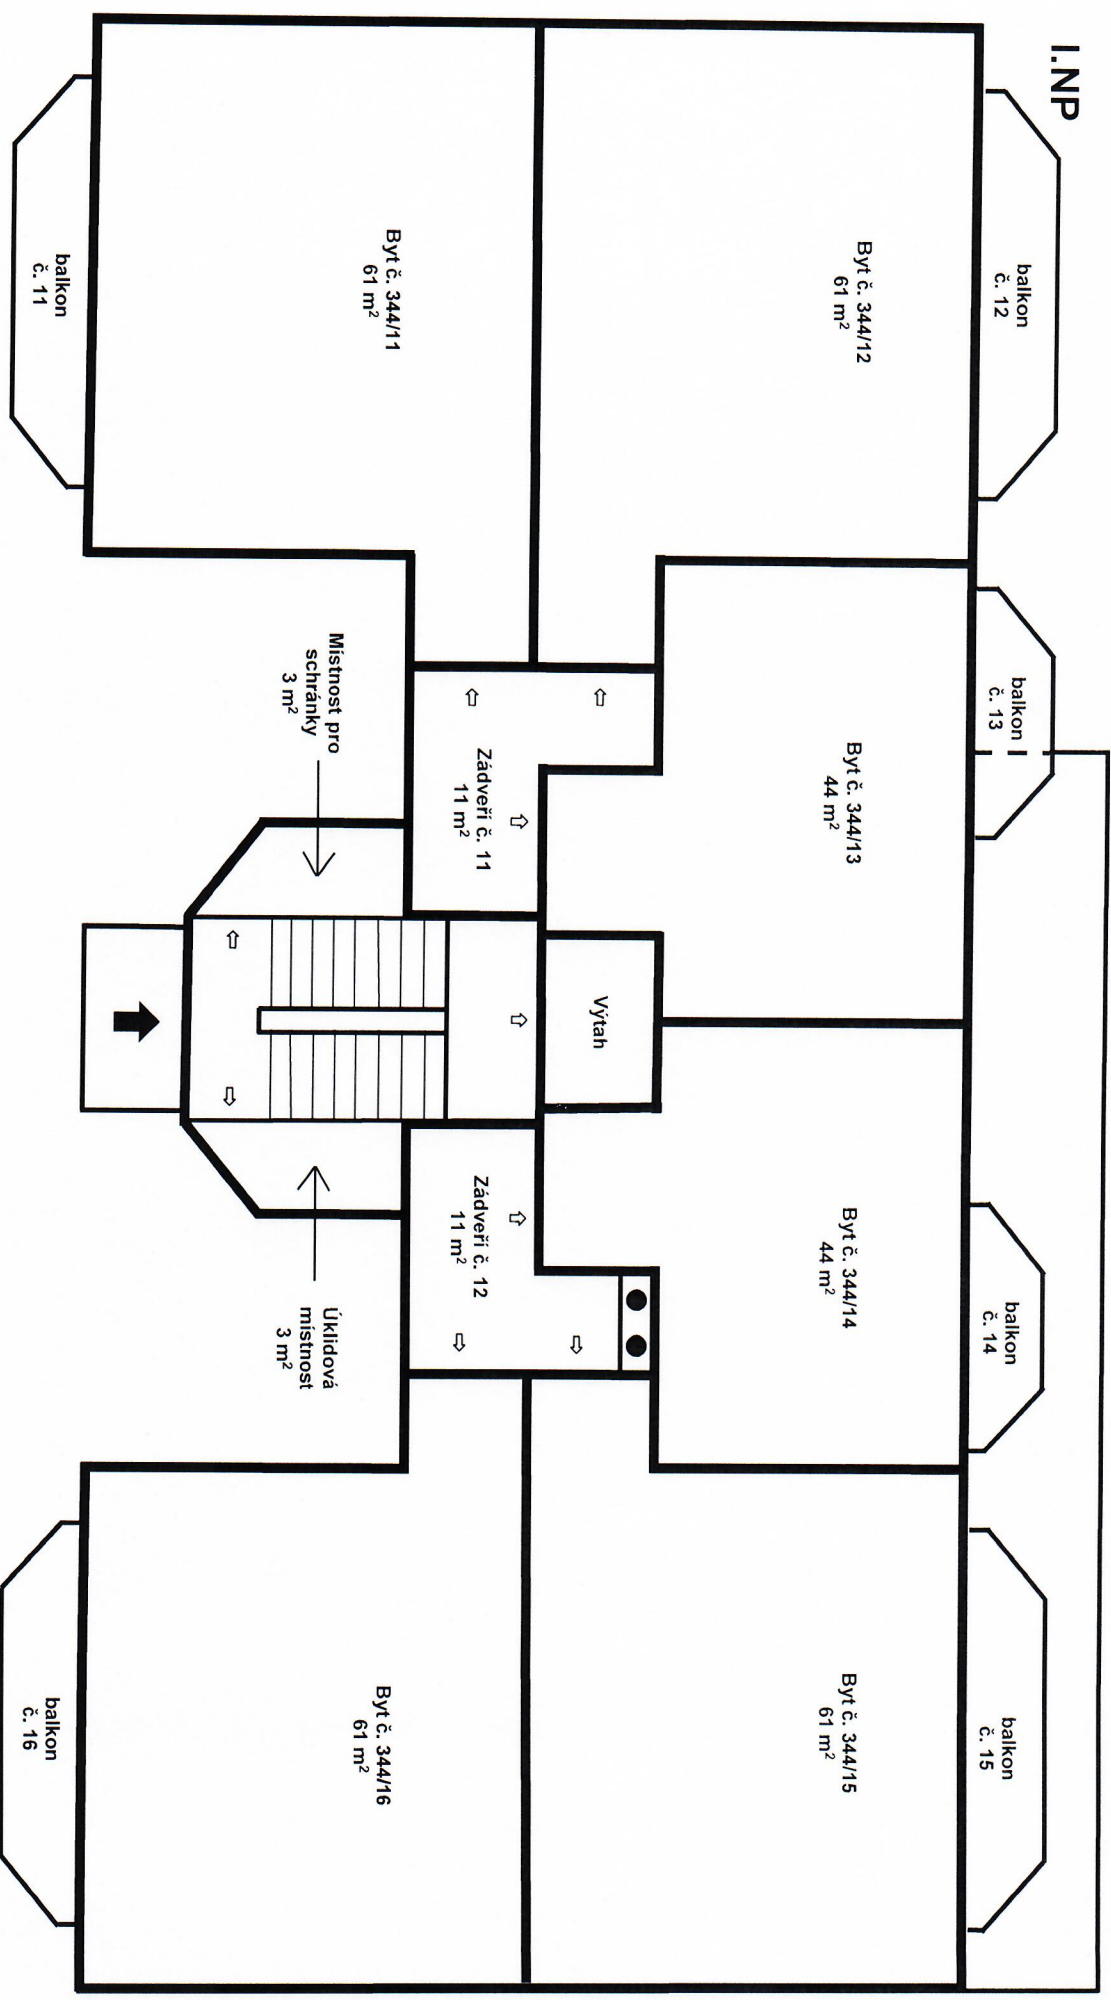 I.NP
balkon
č. 12
balkon
č. 13
balkon
č. 14
balkon
č. 15
Byt č. 344/12
61 m²
Byt č. 344/13
44 m²
Byt č. 344/14
44 m²
Byt č. 344/15
61 m²
Výtah
Zádveří č. 11
11 m²
Zádveří č. 12
11 m²
Byt č. 344/11
61 m²
Místnost pro
schránky
3 m²
Úklidová
místnost
3 m²
Byt č. 344/16
61 m²
balkon
č. 11
balkon
č. 16